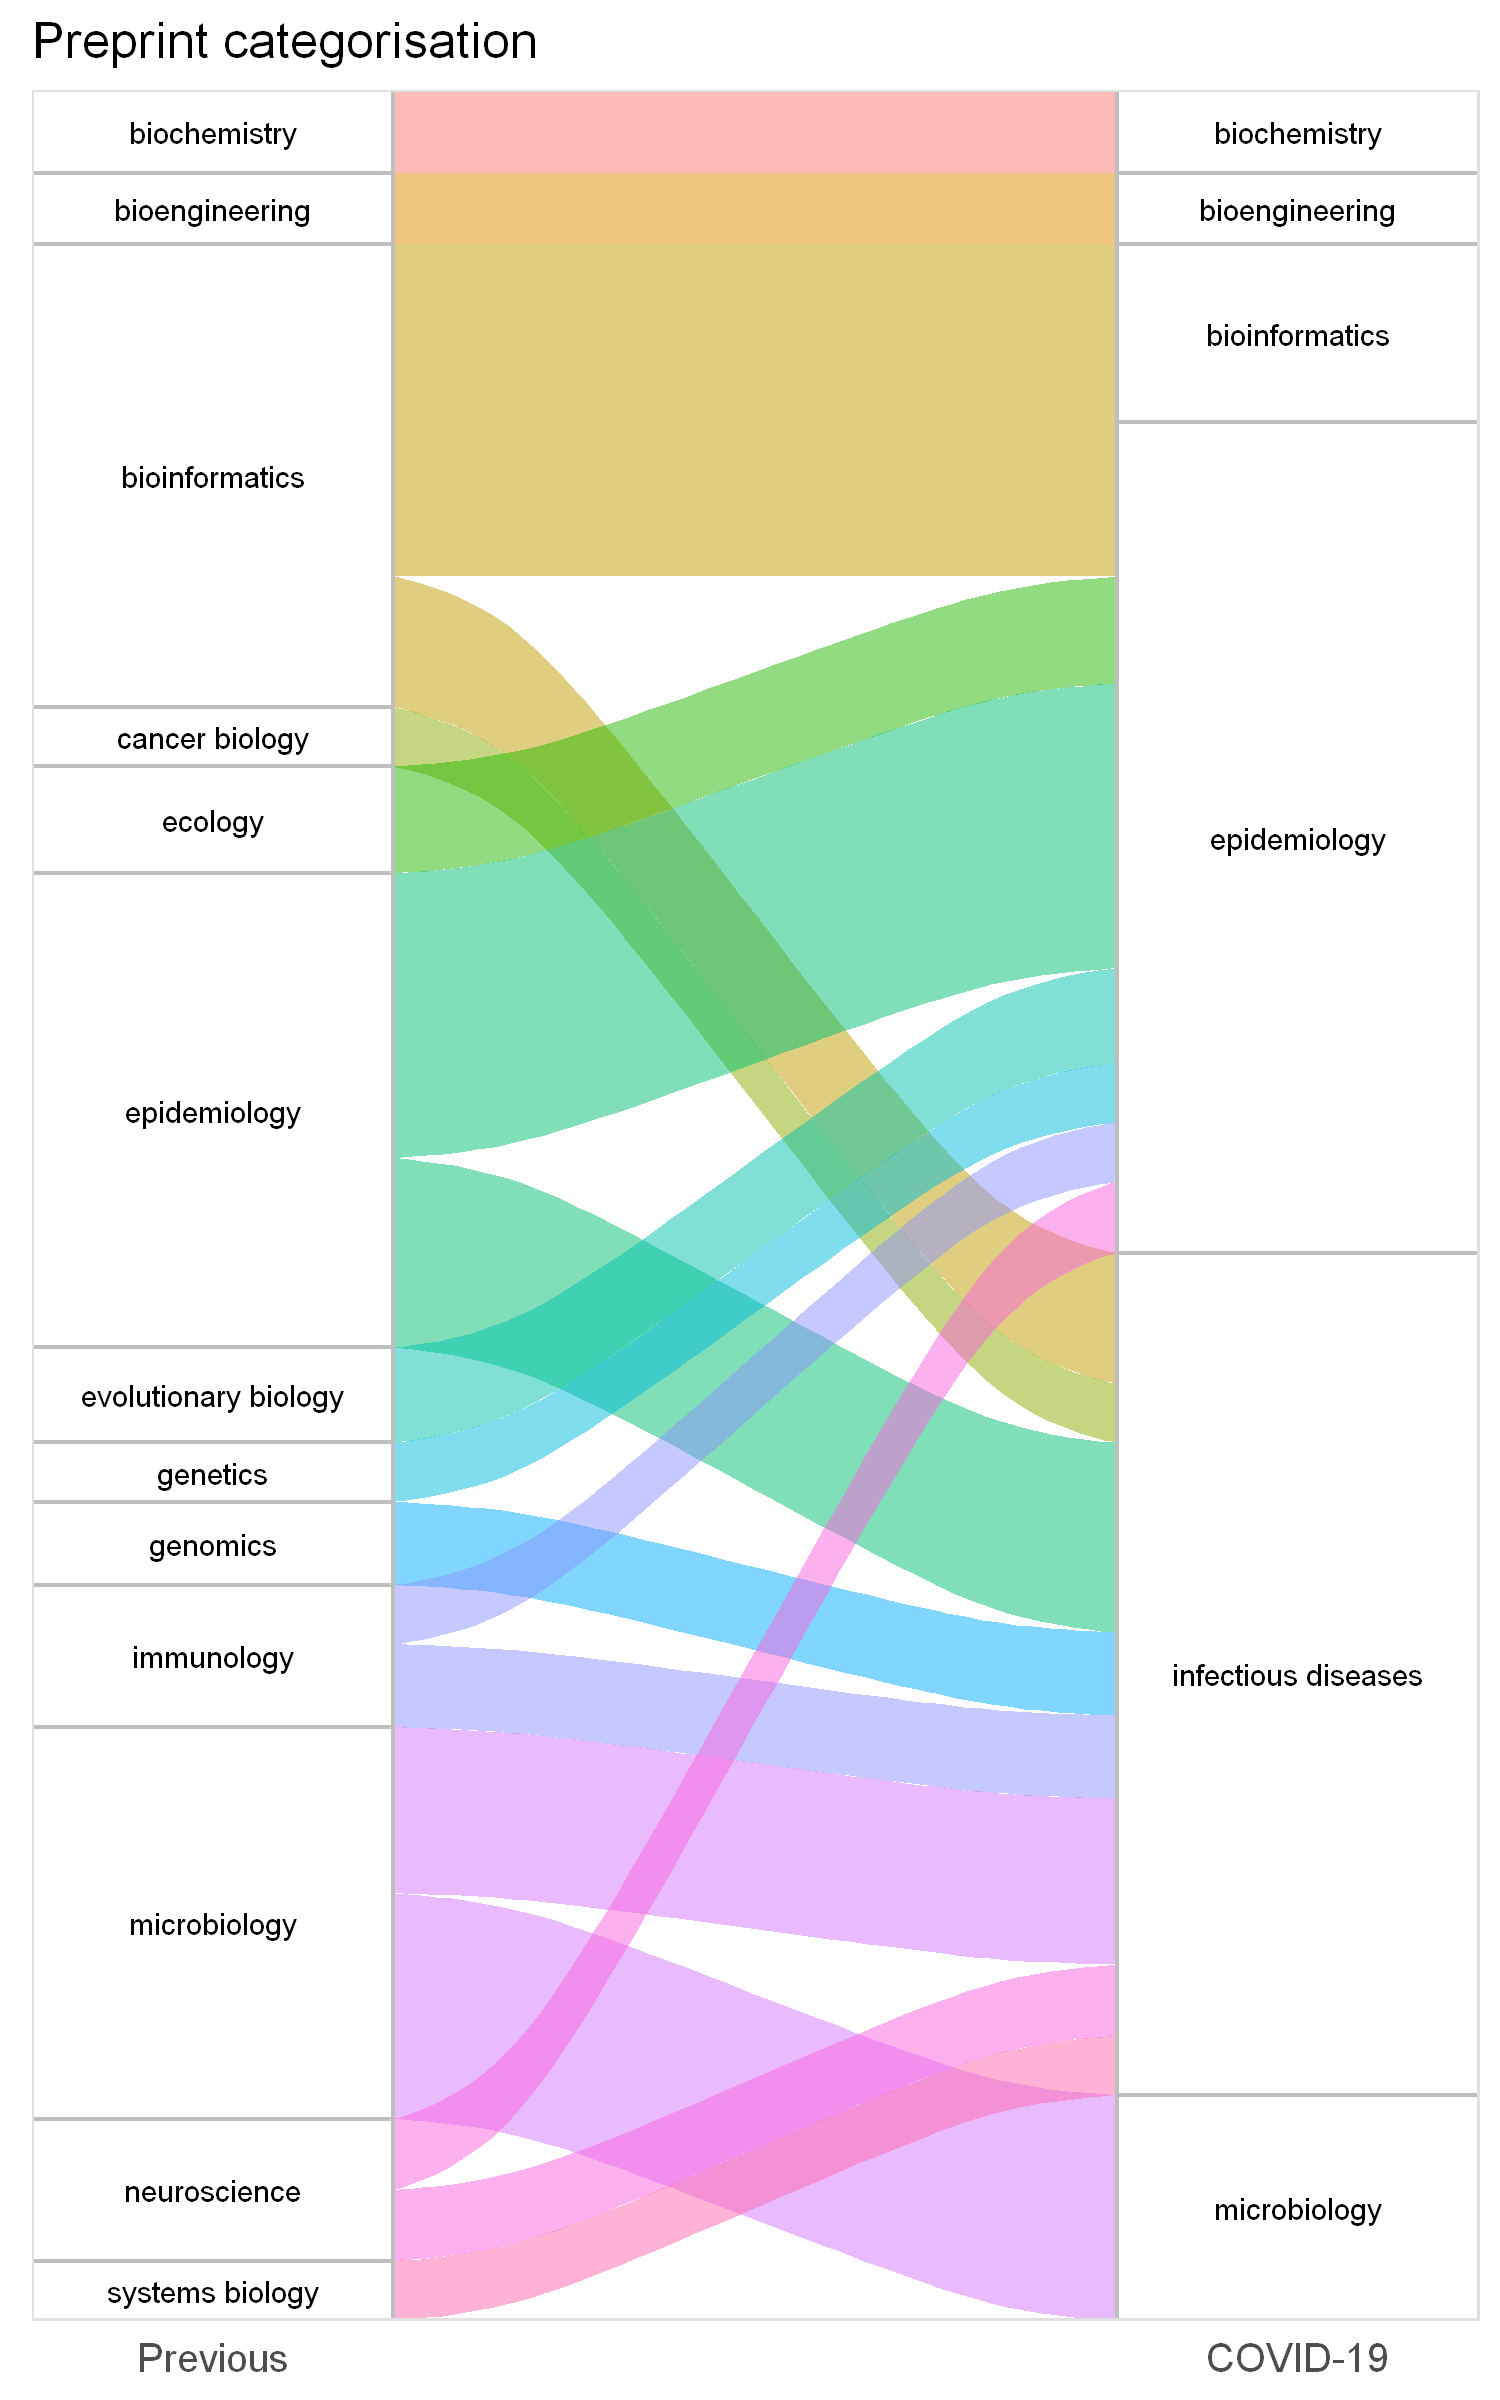 Preprint categorisation
biochemistry
bioengineering
bioinformatics
cancer biology
ecology
epidemiology
evolutionary biology
genetics
genomics
immunology
microbiology
neuroscience
systems biology
Previous
biochemistry
bioengineering
bioinformatics
epidemiology
infectious diseases
microbiology
COVID-19